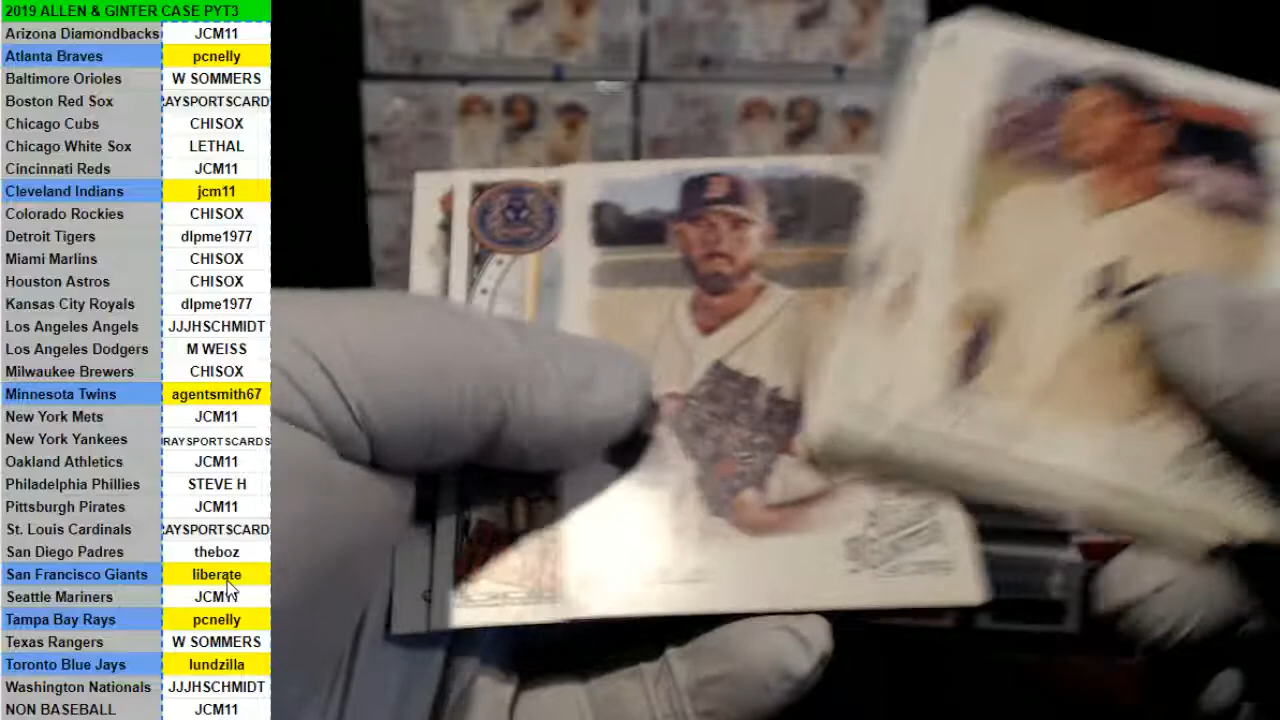 2019 ALLEN & GINTER CASE PYT3
Arizona Diamondbacks JCM11
Atlanta Braves pcnelly
Baltimore Orioles W SOMMERS
Boston Red Sox RAYSPORTSCARD
Chicago Cubs CHISOX
Chicago White Sox LETHAL
Cincinnati Reds JCM11
Cleveland Indians jcm11
Colorado Rockies CHISOX
Detroit Tigers dlpme1977
Miami Marlins CHISOX
Houston Astros CHISOX
Kansas City Royals dlpme1977
Los Angeles Angels JJJHSCHMIDT
Los Angeles Dodgers M WEISS
Milwaukee Brewers CHISOX
Minnesota Twins agentsmith67
New York Mets JCM11
New York Yankees RAYSPORTSCARDS
Oakland Athletics JCM11
Philadelphia Phillies STEVE H
Pittsburgh Pirates JCM11
St. Louis Cardinals RAYSPORTSCARD
San Diego Padres theboz
San Francisco Giants liberate
Seattle Mariners JCM11
Tampa Bay Rays pcnelly
Texas Rangers W SOMMERS
Toronto Blue Jays lundzilla
Washington Nationals JJJHSCHMIDT
NON BASEBALL JCM11